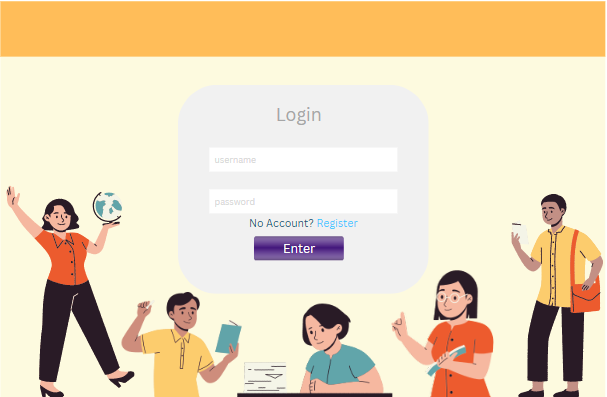 Login
username
password
No Account? Register
Enter